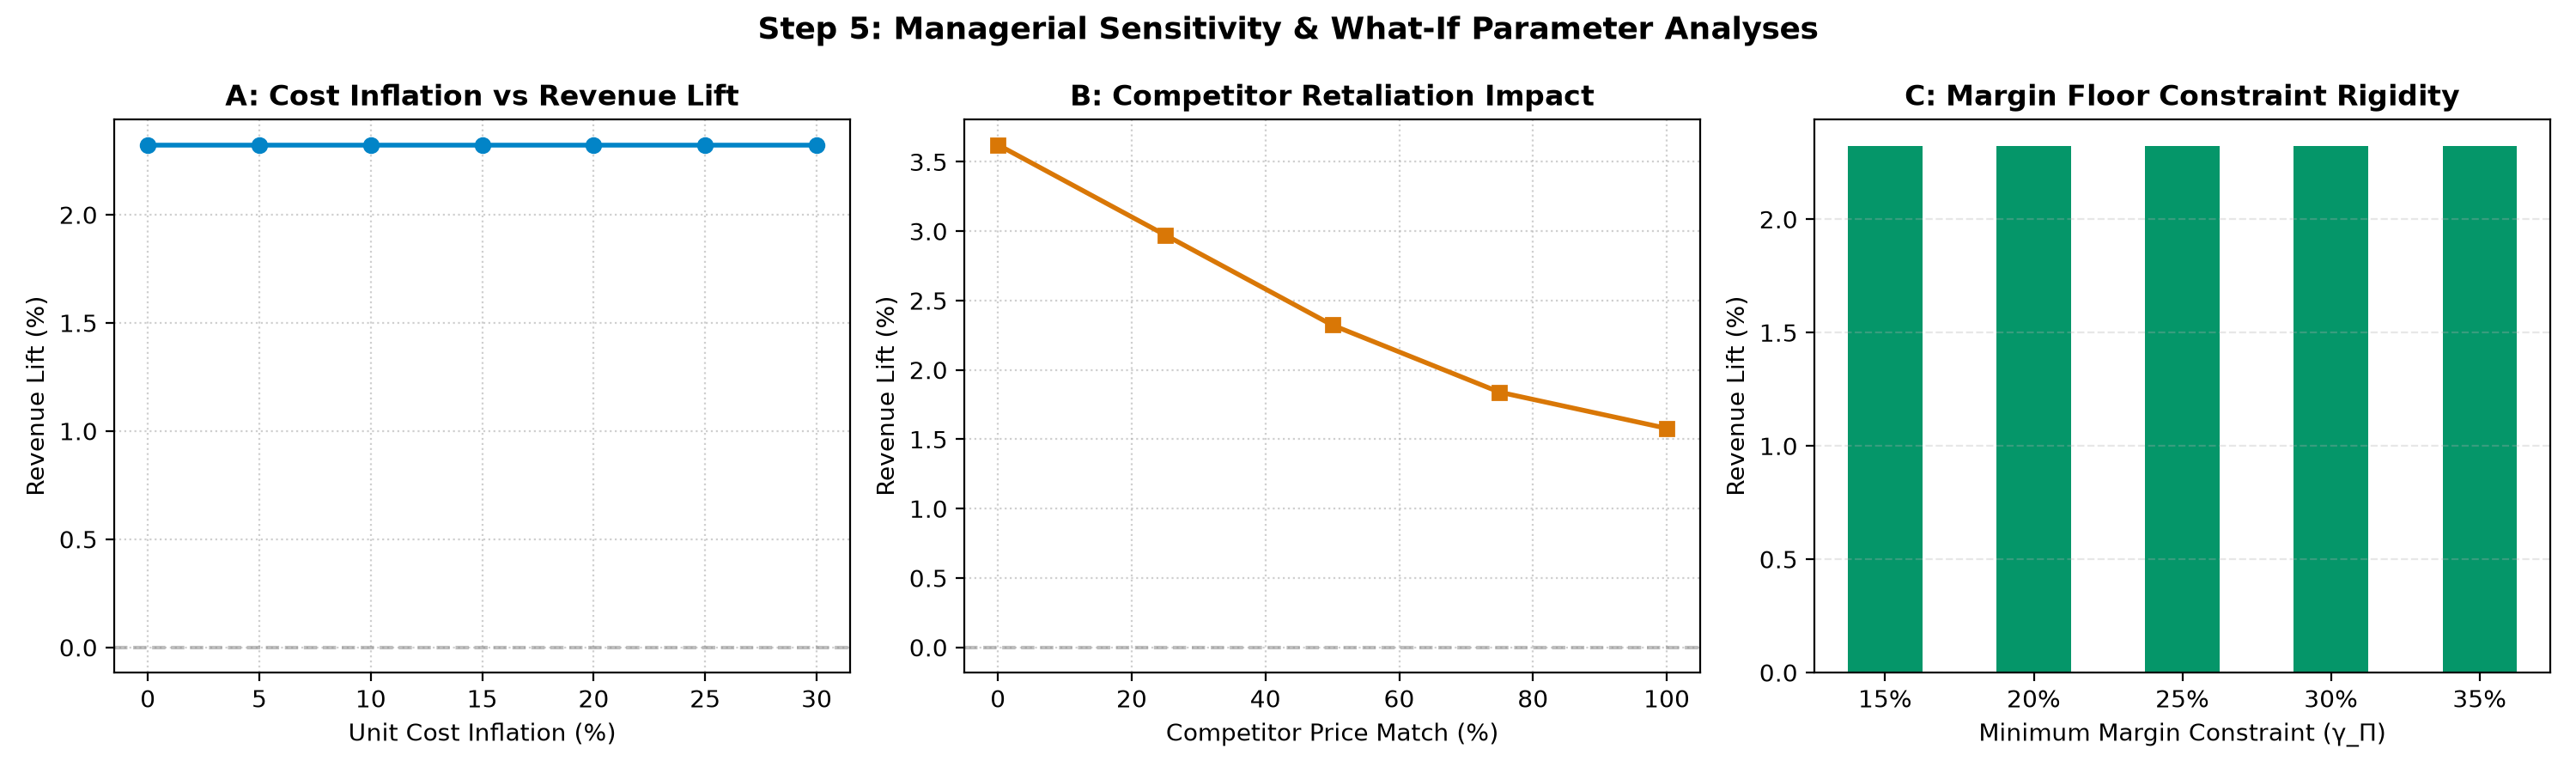 Step 5: Managerial Sensitivity & What-If Parameter Analyses
A: Cost Inflation vs Revenue Lift
Revenue Lift (%)
2.0
1.5
1.0
0.5
0.0
0 5 10 15 20 25 30
Unit Cost Inflation (%)
B: Competitor Retaliation Impact
Revenue Lift (%)
3.5
3.0
2.5
2.0
1.5
1.0
0.5
0.0
0 20 40 60 80 100
Competitor Price Match (%)
C: Margin Floor Constraint Rigidity
Revenue Lift (%)
2.0
1.5
1.0
0.5
0.0
15% 20% 25% 30% 35%
Minimum Margin Constraint (γ_Π)